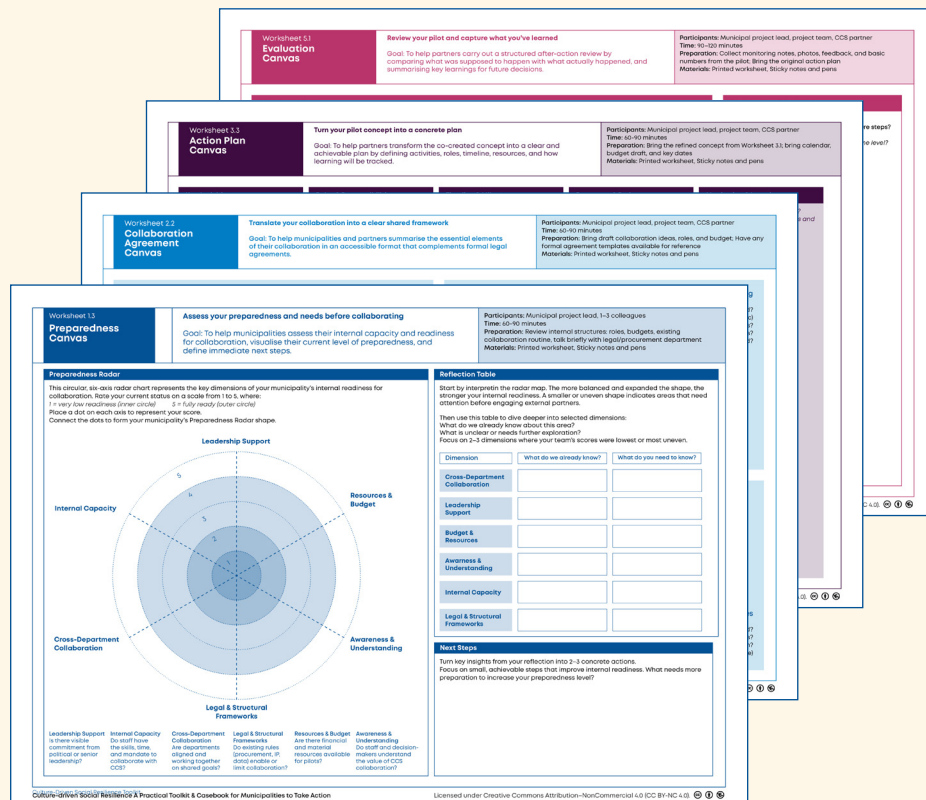 Worksheet 5.1
Evaluation
Canvas
Review your pilot and capture what you've learned
Goal: To help partners carry out a structured after-action review by
comparing what was supposed to happen with what actually happened, and
summarising key learnings for future decisions.
Participants: Municipal project lead, project team, CCS partner
Time: 90-120 minutes
Preparation: Collect monitoring notes, photos, feedback, and basic
numbers from the pilot. Bring the original action plan
Materials: Printed worksheet, Sticky notes and pens
re steps?
level?
Worksheet 3.3
Action Plan
Canvas
Turn your pilot concept into a concrete plan
Goal: To help partners transform the co-created concept into a clear and
achievable plan by defining activities, roles, timeline, resources, and how
learning will be tracked.
Participants: Municipal project lead, project team, CCS partner
Time: 60-90 minutes
Preparation: Bring the refined concept from Worksheet 3.1; bring calendar,
budget draft, and key dates
Materials: Printed worksheet, Sticky notes and pens
s and
4.0).
Worksheet 2.2
Collaboration
Agreement
Canvas
Translate your collaboration into a clear shared framework
Goal: To help municipalities and partners summarise the essential elements
of their collaboration in an accessible format that complements formal legal
agreements.
Participants: Municipal project lead, project team, CCS partner
Time: 60-90 minutes
Preparation: Bring draft collaboration ideas, roles, and budget; Have any
formal agreement templates available for reference
Materials: Printed worksheet, Sticky notes and pens
Worksheet 1.3
Preparedness
Canvas
Assess your preparedness and needs before collaborating
Goal: To help municipalities assess their internal capacity and readiness
for collaboration, visualise their current level of preparedness, and
define immediate next steps.
Participants: Municipal project lead, 1-3 colleagues
Time: 60-90 minutes
Preparation: Review internal structures: roles, budgets, existing
collaboration routine, talk briefly with legal/procurement department
Materials: Printed worksheet, Sticky notes and pens
Preparedness Radar
This circular, six-axis radar chart represents the key dimensions of your municipality's internal readiness for
collaboration. Rate your current status on a scale from 1 to 5, where:
1 = very low readiness (inner circle) 5 = fully ready (outer circle)
Place a dot on each axis to represent your score.
Connect the dots to form your municipality's Preparedness Radar shape.
Leadership Support
5
4
3
2
1
Internal Capacity
Resources &
Budget
Cross-Department
Collaboration
Awareness &
Understanding
Legal & Structural
Frameworks
Leadership Support
Is there visible
commitment from
political or senior
leadership?
Internal Capacity
Do staff have
the skills, time,
and mandate to
collaborate with
CCS?
Cross-Department
Collaboration
Are departments
aligned and
working together
on shared goals?
Legal & Structural
Frameworks
Do existing rules
(procurement, IP,
data) enable or
limit collaboration?
Resources & Budget
Are there financial
and material
resources available
for pilots?
Awareness &
Understanding
Do staff and decision-
makers understand
the value of CCS
collaboration?
Reflection Table
Start by interpretin the radar map. The more balanced and expanded the shape, the
stronger your internal readiness. A smaller or uneven shape indicates areas that need
attention before engaging external partners.
Then use this table to dive deeper into selected dimensions:
What do we already know about this area?
What is unclear or needs further exploration?
Focus on 2-3 dimensions where your team's scores were lowest or most uneven.
Dimension What do we already know? What do you need to know?
Cross-Department
Collaboration
Leadership
Support
Budget &
Resources
Awarness &
Understanding
Internal Capacity
Legal & Structural
Frameworks
Next Steps
Turn key insights from your reflection into 2-3 concrete actions.
Focus on small, achievable steps that improve internal readiness. What needs more
preparation to increase your preparedness level?
Culture-driven Social Resilience A Practical Toolkit & Casebook for Municipalities to Take Action
Licensed under Creative Commons Attribution-NonCommercial 4.0 (CC BY-NC 4.0).